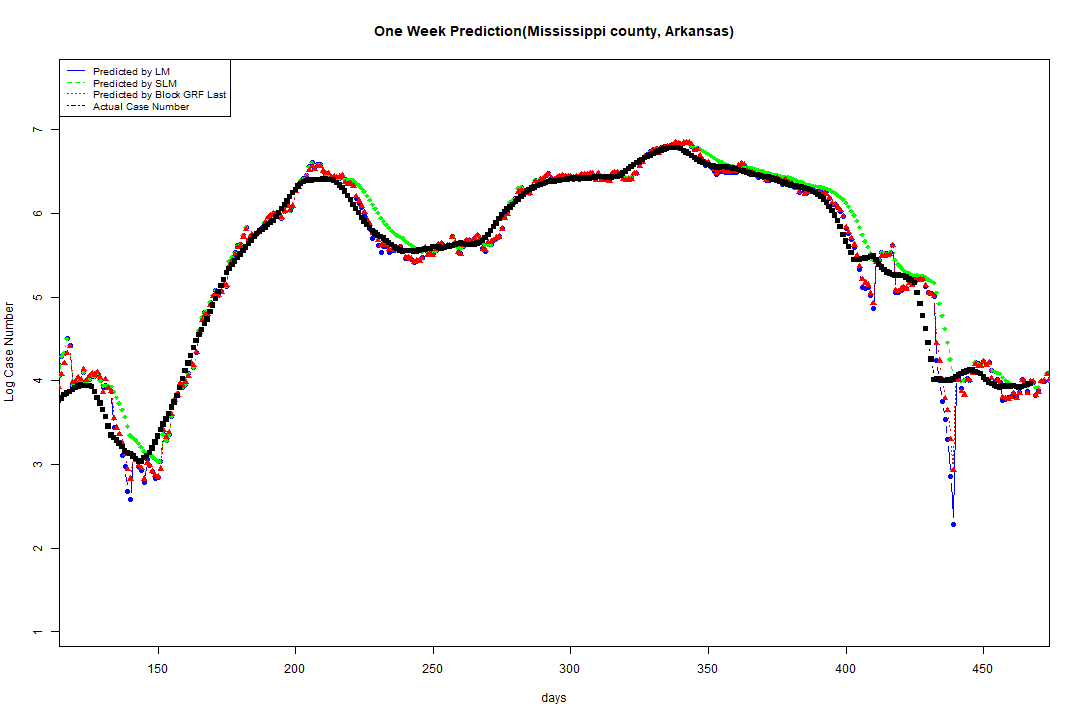 One Week Prediction(Mississippi county, Arkansas)
Predicted by LM
Predicted by SLM
Predicted by Block GRF Last
Actual Case Number
7
6
5
4
3
2
1
Log Case Number
150 200 250 300 350 400 450
days